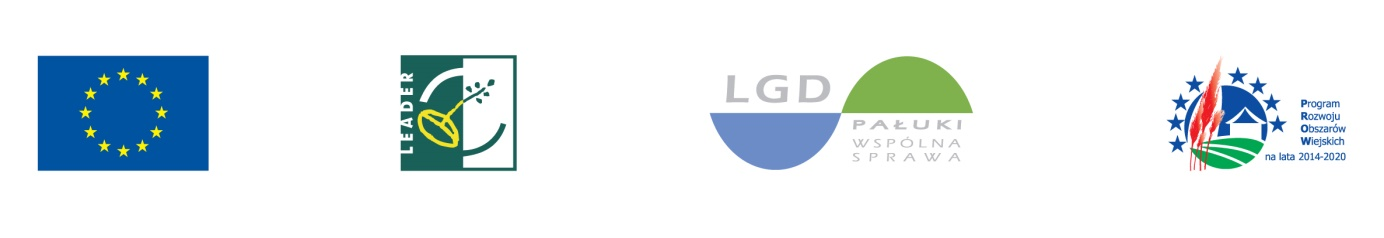 LEADER
LGD
PAŁUKI
WSPÓLNA
SPRAWA
Program
Rozwoju
Obszarów
Wiejskich
na lata 2014-2020